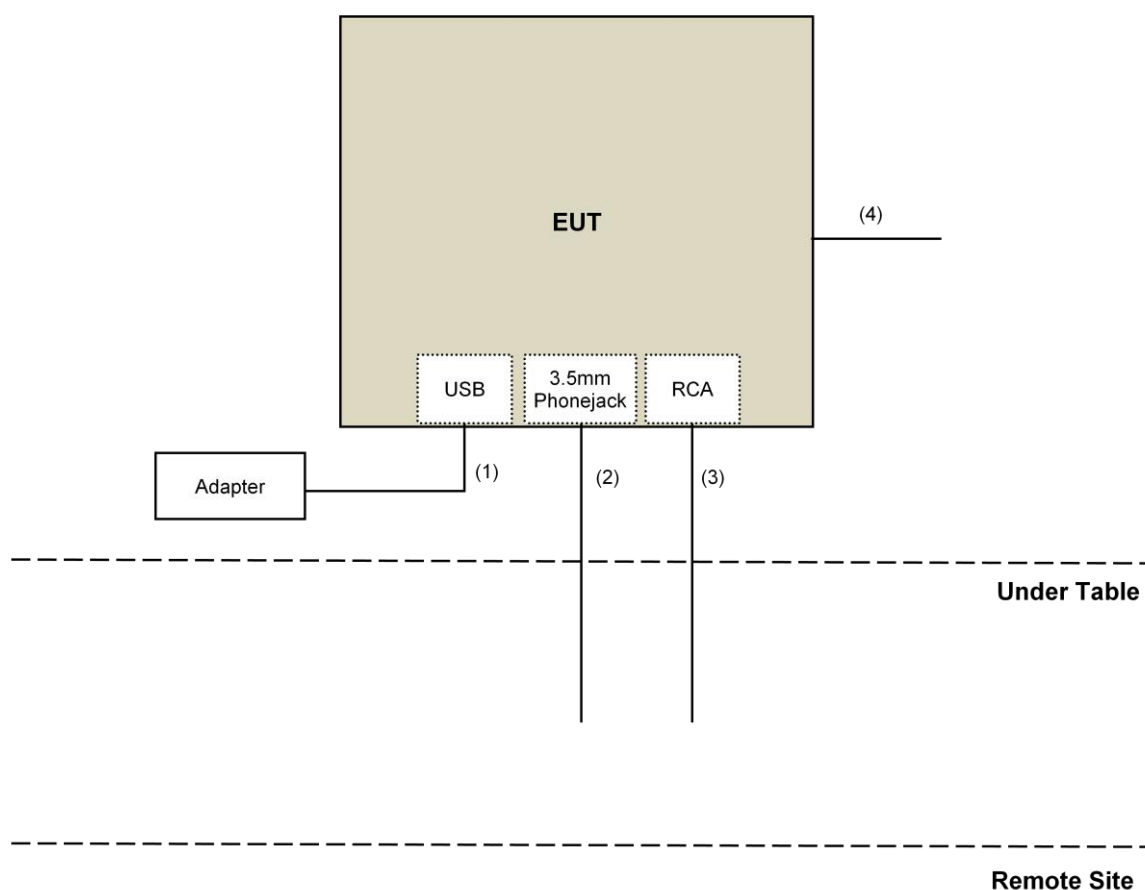 EUT
(4)
USB
3.5mm
Phonejack
RCA
(1)
(2)
(3)
Adapter
Under Table
Remote Site